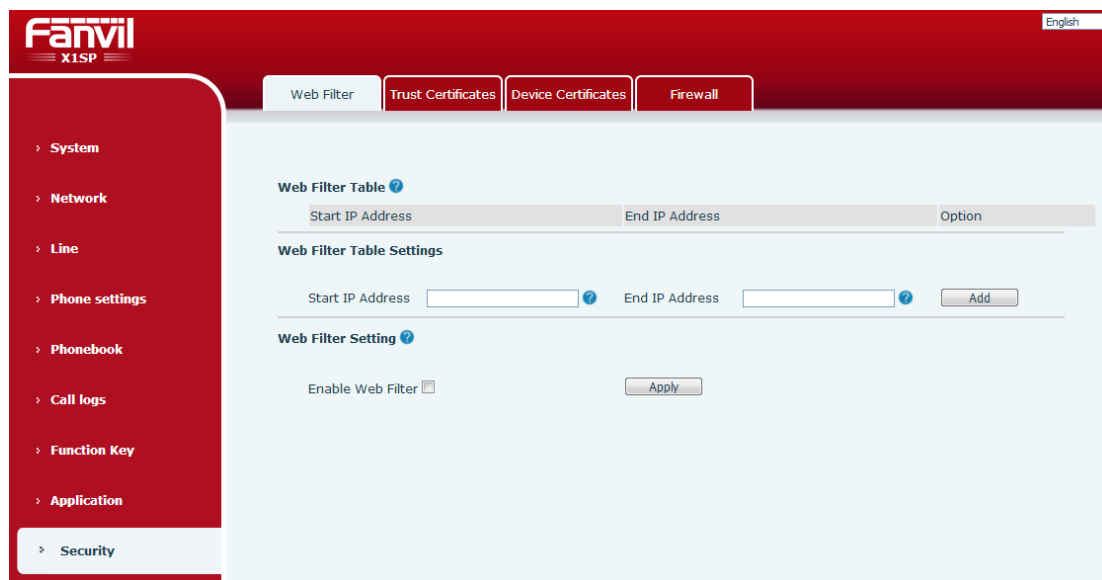 Fanvil
X1SP
English
Web Filter
Trust Certificates
Device Certificates
Firewall
System
Network
Line
Phone settings
Phonebook
Call logs
Function Key
Application
Security
Web Filter Table ?
Start IP Address End IP Address Option
Web Filter Table Settings
Start IP Address ? End IP Address ? Add
Web Filter Setting ?
Enable Web Filter Apply